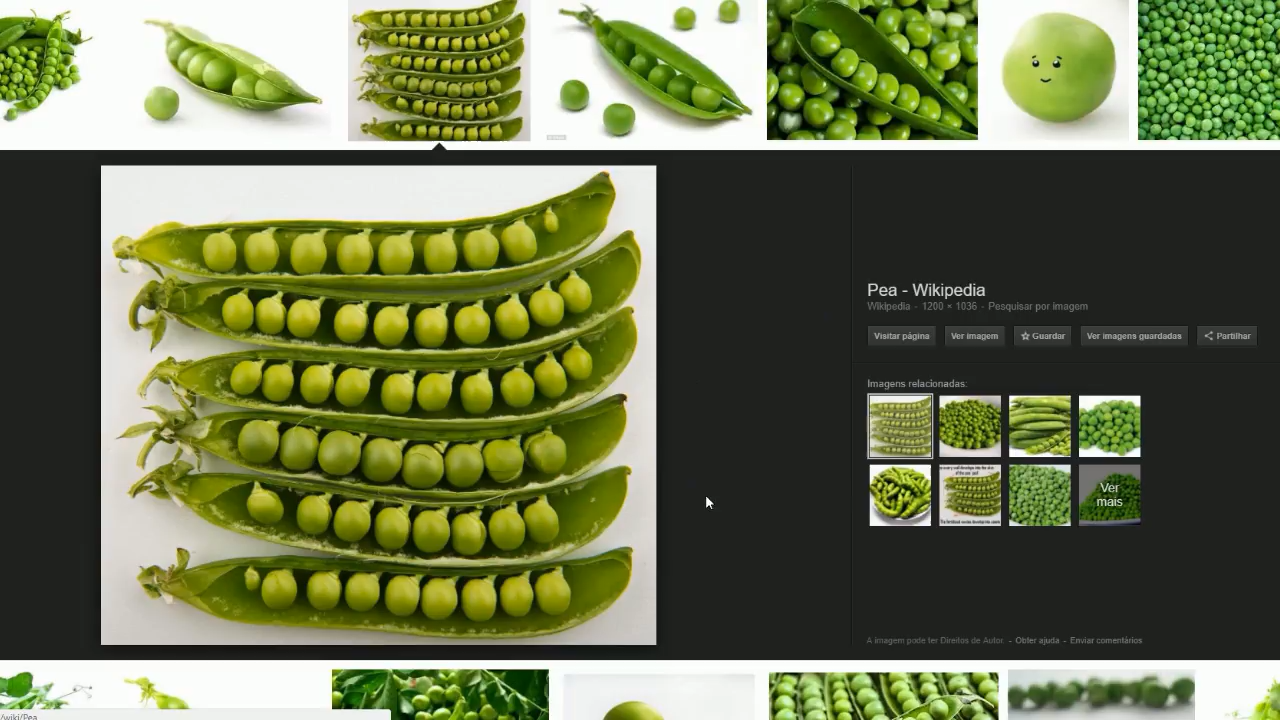 Pea - Wikipedia
Wikipedia - 1200 × 1036 - Pesquisar por imagem
Visitar página
Ver imagem
Guardar
Ver imagens guardadas
Partilhar
Imagens relacionadas:
Ver
mais
A imagem pode ter Direitos de Autor. - Obter ajuda - Enviar comentários
/wiki/Pea